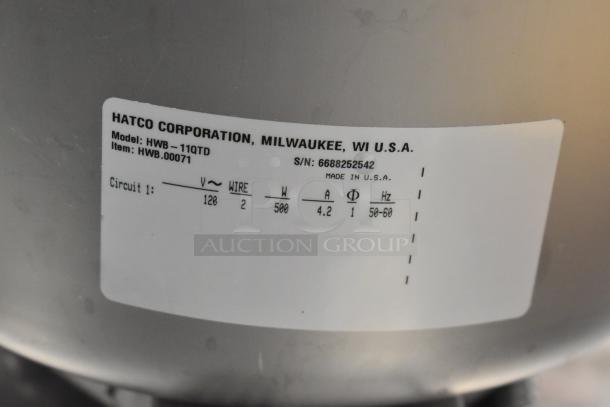 HATCO CORPORATION, MILWAUKEE, WI U.S.A.
Model: HWB-11QTD
Item: HWB.00071
S/N: 6688252542
MADE IN U.S.A.
V~ WIRE W A Φ Hz
Circuit 1: 120 2 500 4.2 1 50-60
AUCTION GROUP